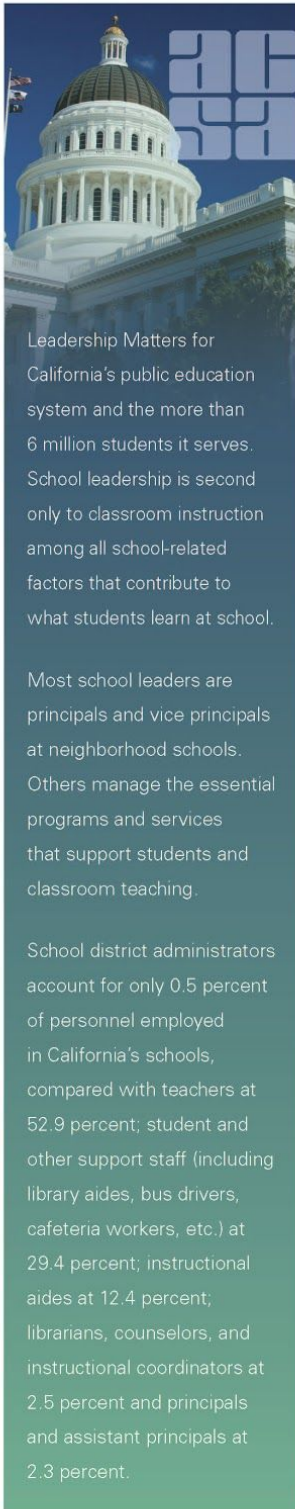 acsa
Leadership Matters for
California's public education
system and the more than
6 million students it serves.
School leadership is second
only to classroom instruction
among all school-related
factors that contribute to
what students learn at school.
Most school leaders are
principals and vice principals
at neighborhood schools.
Others manage the essential
programs and services
that support students and
classroom teaching.
School district administrators
account for only 0.5 percent
of personnel employed
in California's schools,
compared with teachers at
52.9 percent; student and
other support staff (including
library aides, bus drivers,
cafeteria workers, etc.) at
29.4 percent; instructional
aides at 12.4 percent;
librarians, counselors, and
instructional coordinators at
2.5 percent and principals
and assistant principals at
2.3 percent.